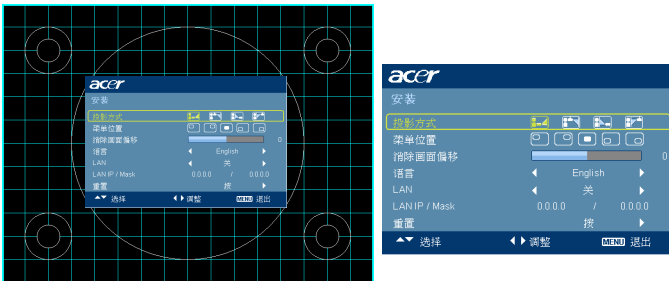 acer
安装
投影方式
菜单位置
消除画面偏移 0
语言 English
LAN 关
LAN IP / Mask 0.0.0.0 / 0.0.0.0
重置 按
选择 调整 MENU 退出
acer
安装
投影方式
菜单位置
消除画面偏移 0
语言 English
LAN 关
LAN IP / Mask 0.0.0.0 / 0.0.0.0
重置 按
选择 调整 MENU 退出